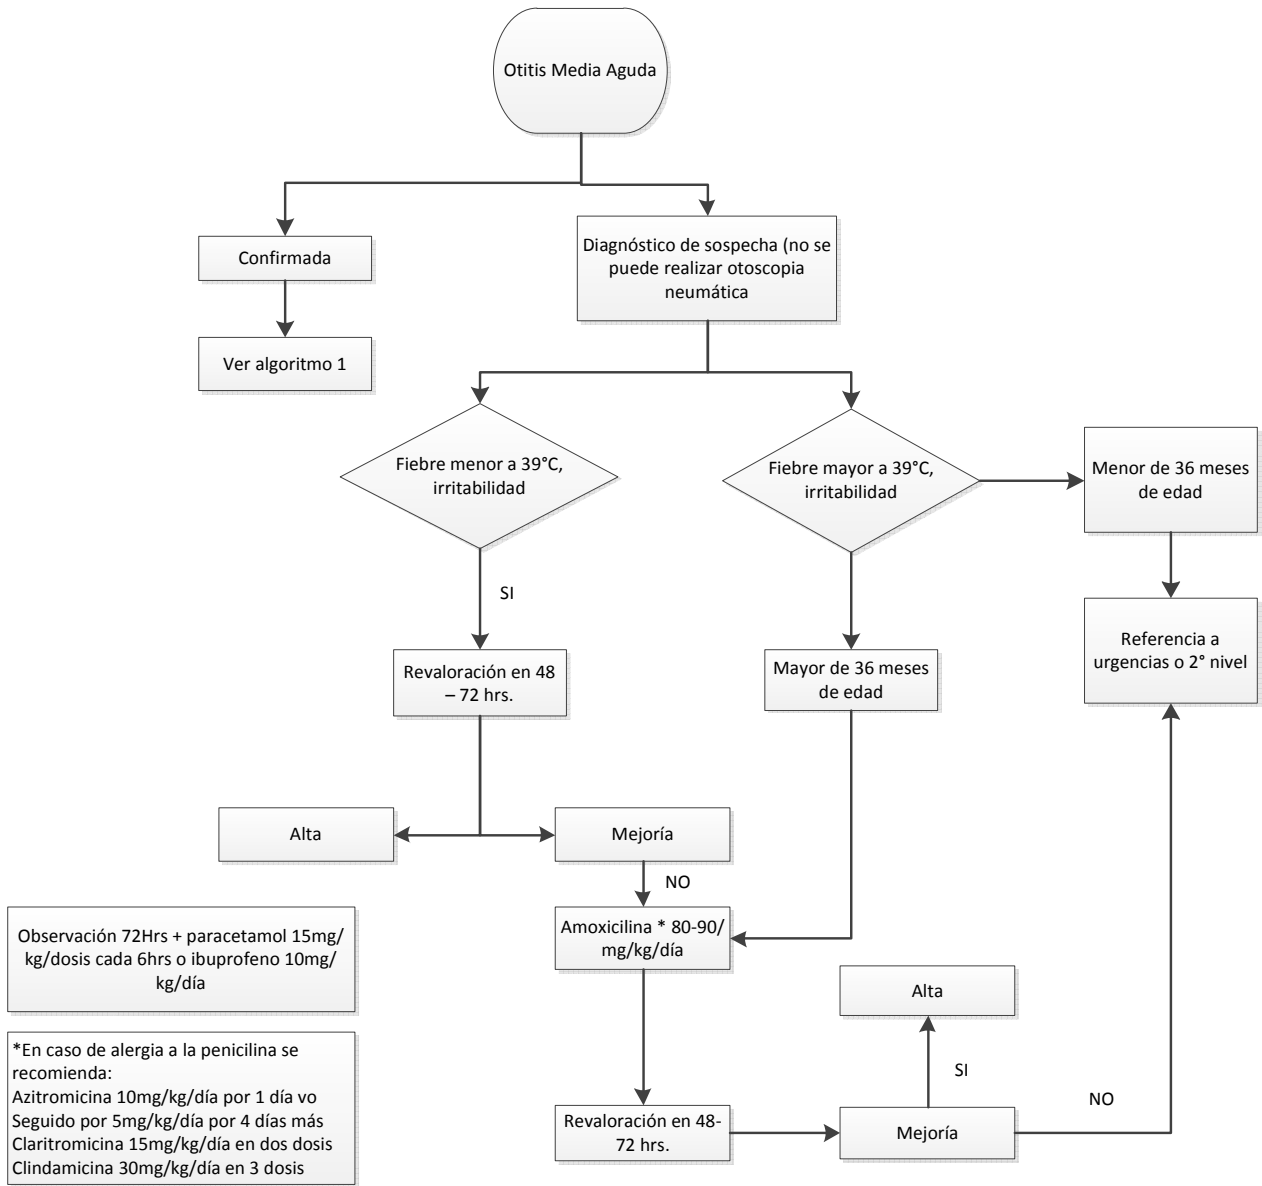 Otitis Media Aguda
Confirmada
Diagnóstico de sospecha (no se
puede realizar otoscopia
neumática
Ver algoritmo 1
Fiebre menor a 39°C,
irritabilidad
Fiebre mayor a 39°C,
irritabilidad
Menor de 36 meses
de edad
SI
Revaloración en 48
– 72 hrs.
Mayor de 36 meses
de edad
Referencia a
urgencias o 2° nivel
Alta
Mejoría
NO
Amoxicilina * 80-90/
mg/kg/día
Observación 72Hrs + paracetamol 15mg/
kg/dosis cada 6hrs o ibuprofeno 10mg/
kg/día
Alta
*En caso de alergia a la penicilina se
recomienda:
Azitromicina 10mg/kg/día por 1 día vo
Seguido por 5mg/kg/día por 4 días más
Claritromicina 15mg/kg/día en dos dosis
Clindamicina 30mg/kg/día en 3 dosis
SI
NO
Revaloración en 48-
72 hrs.
Mejoría